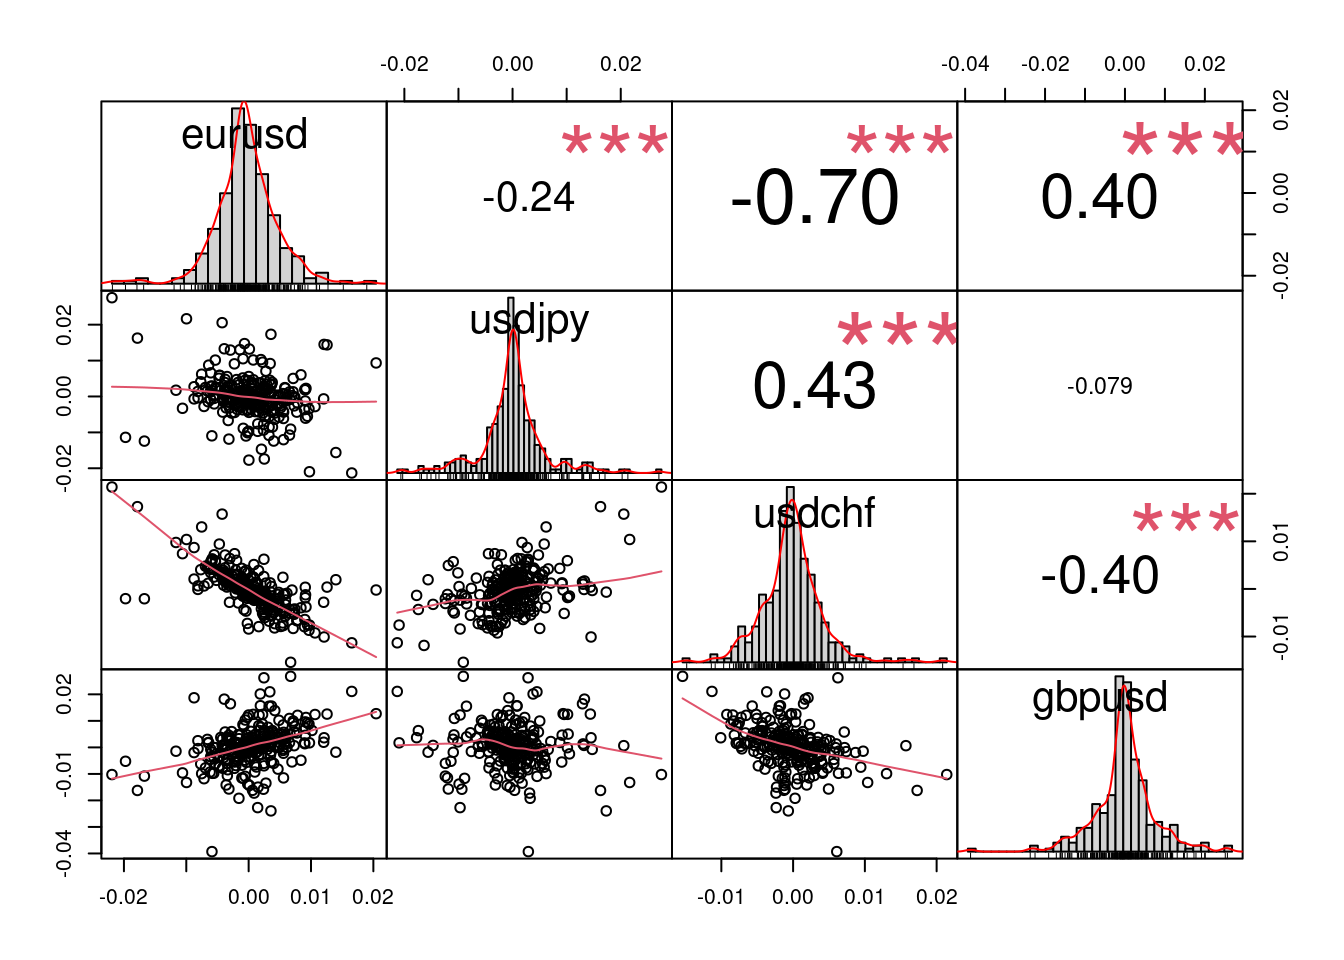 -0.02 0.00 0.02 -0.04 -0.02 0.00 0.02
eurusd *** *** ***
-0.24 -0.70 0.40
-0.02 0.00 0.02
-0.02 0.00 0.02
usdjpy ***
0.43 -0.079
usdchf ***
-0.40
-0.01 0.01
-0.04 -0.01 0.02
gbpusd
-0.02 0.00 0.01 0.02 -0.01 0.00 0.01 0.02